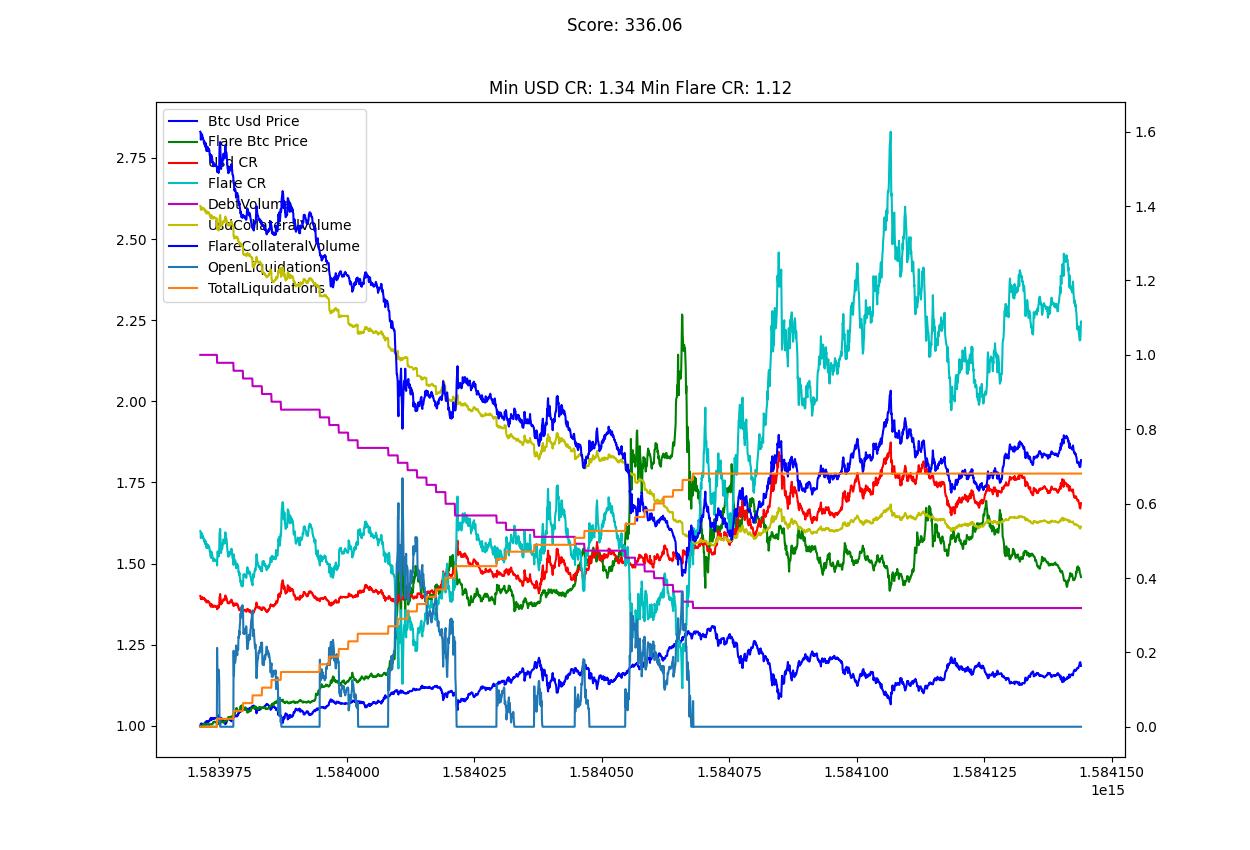 Score: 336.06
Min USD CR: 1.34 Min Flare CR: 1.12
Btc Usd Price
Flare Btc Price
Usd CR
Flare CR
DebtVolume
UsdCollateralVolume
FlareCollateralVolume
OpenLiquidations
TotalLiquidations
2.75
2.50
2.25
2.00
1.75
1.50
1.25
1.00
1.6
1.4
1.2
1.0
0.8
0.6
0.4
0.2
0.0
1.583975
1.584000
1.584025
1.584050
1.584075
1.584100
1.584125
1.584150
1e15